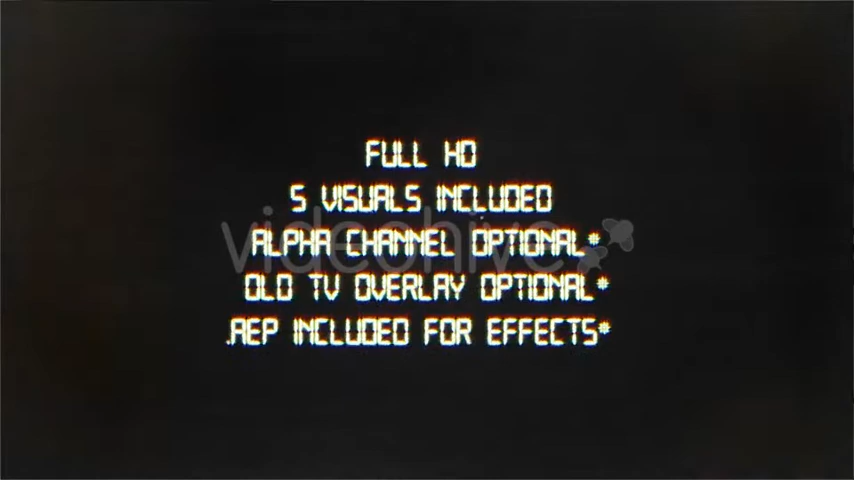 FULL HD
5 VISUALS INCLUDED
videohive
ALPHA CHANNEL OPTIONAL*
OLD TV OVERLAY OPTIONAL*
.AEP INCLUDED FOR EFFECTS*